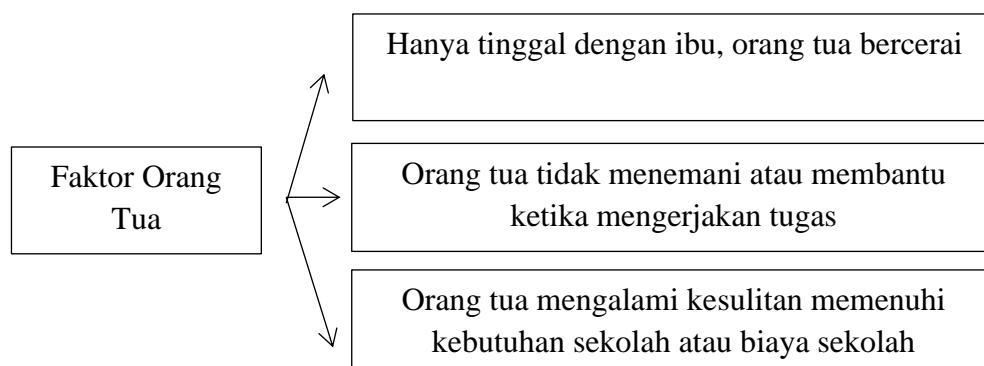 Hanya tinggal dengan ibu, orang tua bercerai
Faktor Orang
Tua
Orang tua tidak menemani atau membantu
ketika mengerjakan tugas
Orang tua mengalami kesulitan memenuhi
kebutuhan sekolah atau biaya sekolah